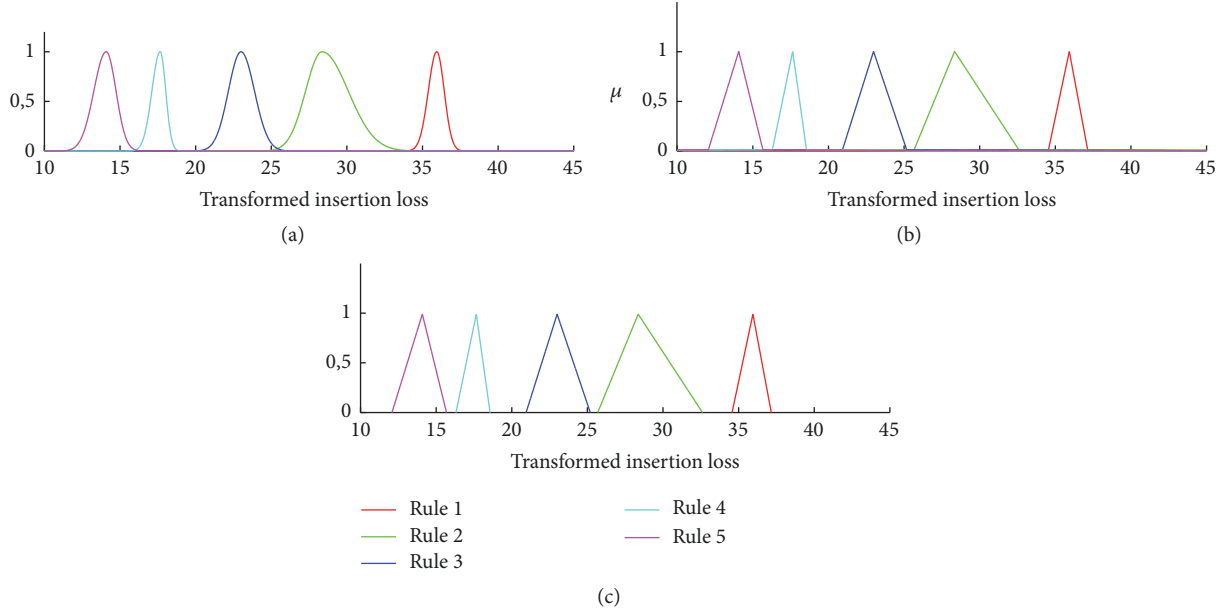 1
0,5
0
10 15 20 25 30 35 40 45
Transformed insertion loss
(a)
1
μ
0,5
0
10 15 20 25 30 35 40 45
Transformed insertion loss
(b)
1
0,5
0
10 15 20 25 30 35 40 45
Transformed insertion loss
Rule 1
Rule 2
Rule 3
Rule 4
Rule 5
(c)